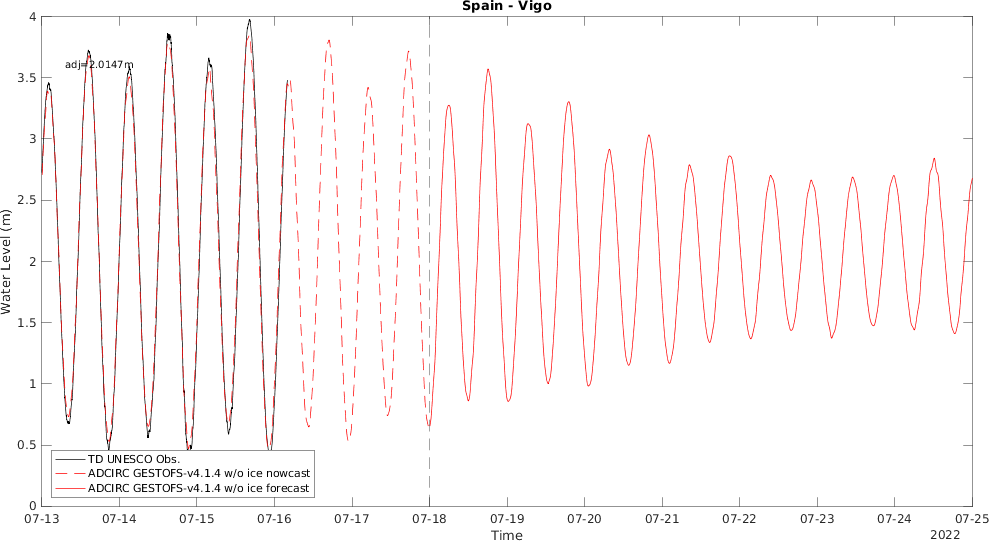 Spain - Vigo
adj=2.0147m
Water Level (m)
4
3.5
3
2.5
2
1.5
1
0.5
0
TD UNESCO Obs.
ADCIRC GESTOFS-v4.1.4 w/o ice nowcast
ADCIRC GESTOFS-v4.1.4 w/o ice forecast
07-13 07-14 07-15 07-16 07-17 07-18 07-19 07-20 07-21 07-22 07-23 07-24 07-25
Time
2022